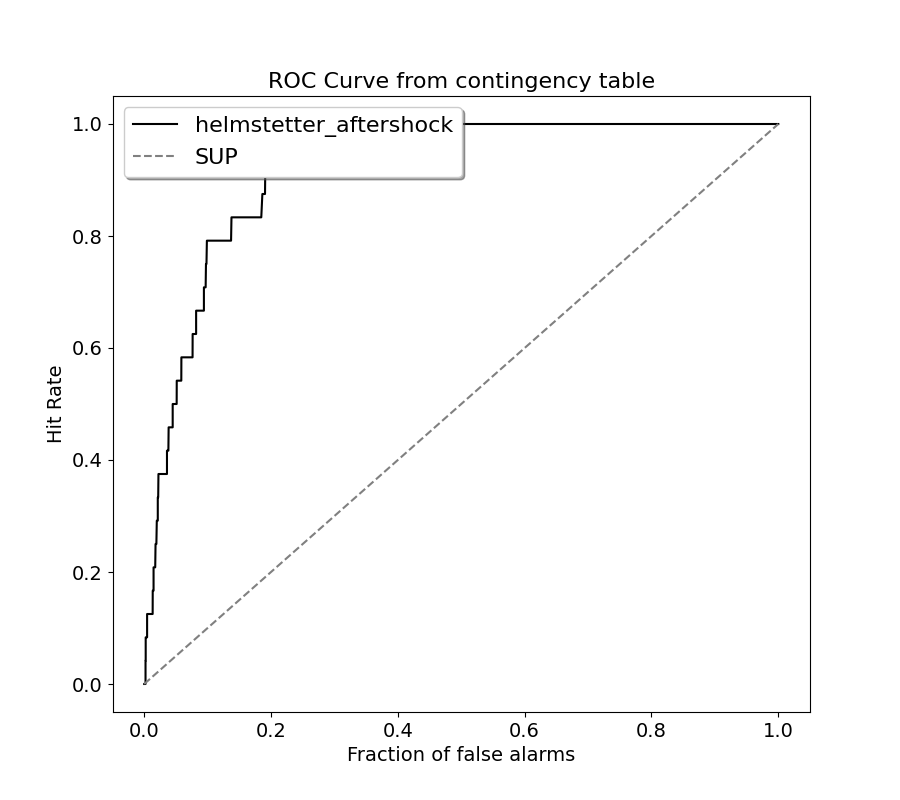 ROC Curve from contingency table
helmstetter_aftershock
SUP
1.0
0.8
0.6
0.4
0.2
0.0
Hit Rate
0.0 0.2 0.4 0.6 0.8 1.0
Fraction of false alarms